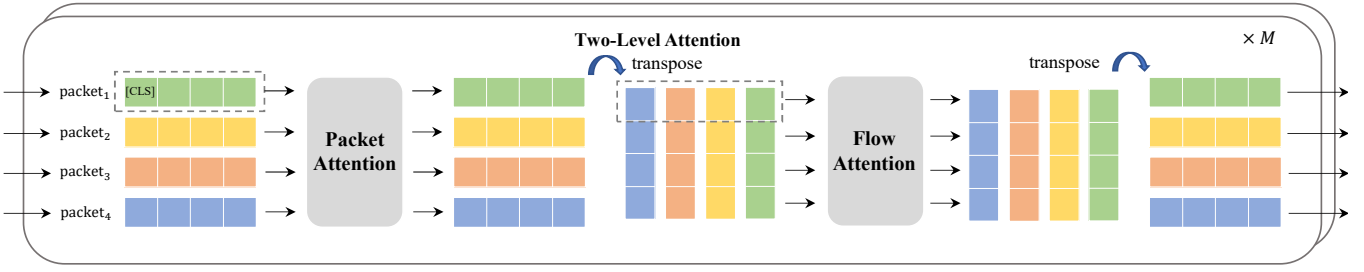 Two-Level Attention
× M
transpose
transpose
packet₁
[CLS]
packet₂
packet₃
packet₄
Packet
Attention
Flow
Attention